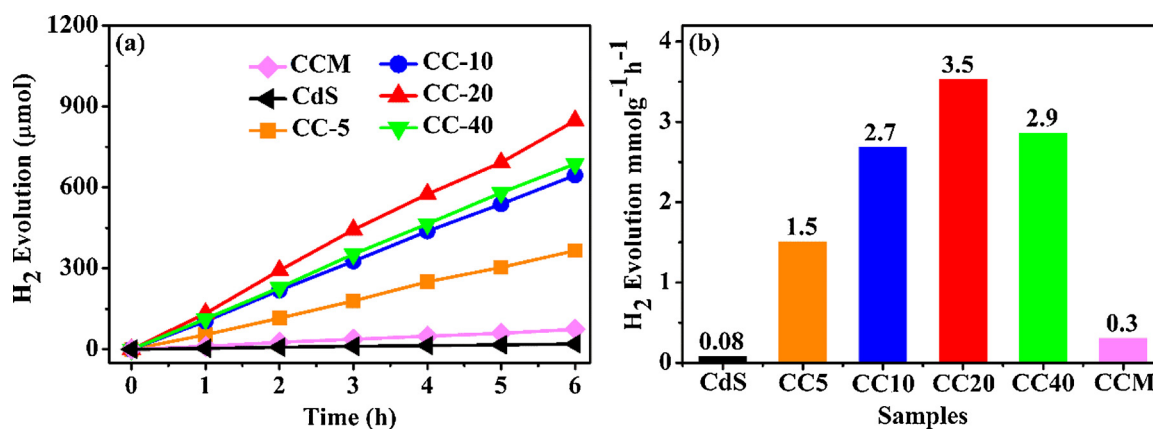 (a)
H2 Evolution (μmol)
1200
900
600
300
0
CCM
CdS
CC-5
CC-10
CC-20
CC-40
0 1 2 3 4 5 6
Time (h)
(b)
H2 Evolution mmolg-1h-1
4
3
2
1
0
0.08
1.5
2.7
3.5
2.9
0.3
CdS CC5 CC10 CC20 CC40 CCM
Samples